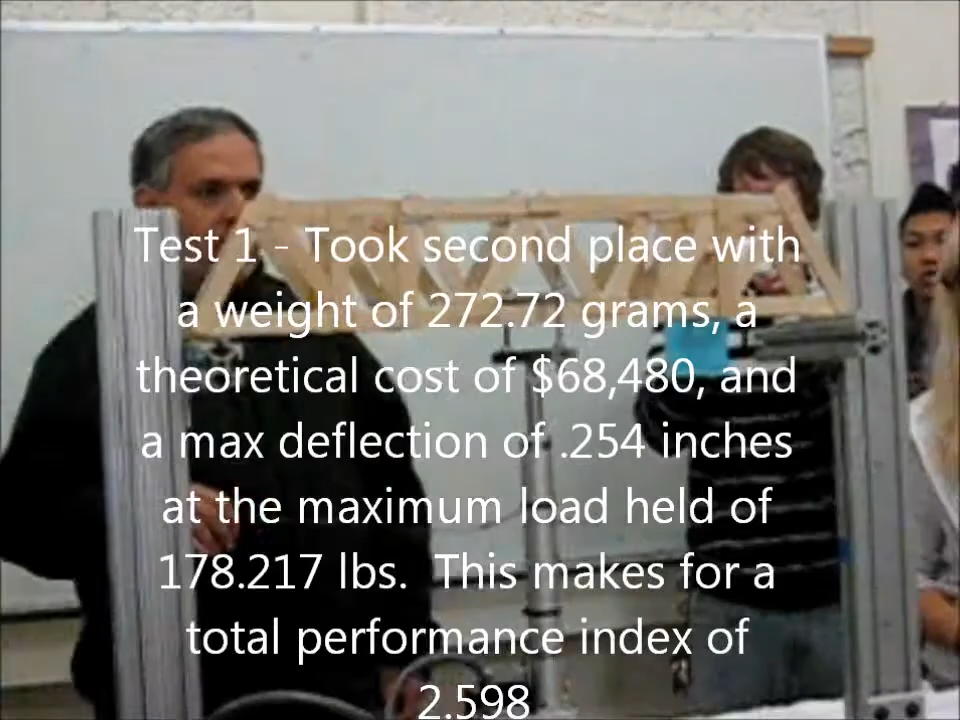 Test 1 - Took second place with
a weight of 272.72 grams, a
theoretical cost of $68,480, and
a max deflection of .254 inches
at the maximum load held of
178.217 lbs.  This makes for a
total performance index of
2.598